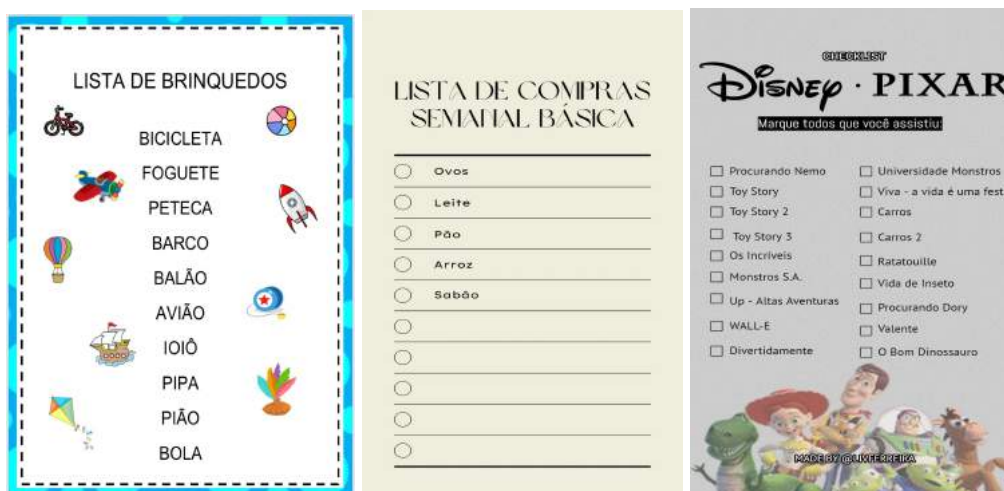 LISTA DE BRINQUEDOS
BICICLETA
FOGUETE
PETECA
BARCO
BALÃO
AVIÃO
IOIÔ
PIPA
PIÃO
BOLA
LISTA DE COMPRAS
SEMANAL BÁSICA
Ovos
Leite
Pão
Arroz
Sabão
CHECKLIST
Disney · PIXAR
Marque todos que você assistiu:
Procurando Nemo
Toy Story
Toy Story 2
Toy Story 3
Os Incríveis
Monstros S.A.
Up - Altas Aventuras
WALL-E
Divertidamente
Universidade Monstros
Viva - a vida é uma fest
Carros
Carros 2
Ratatouille
Vida de Inseto
Procurando Dory
Valente
O Bom Dinossauro
MADE BY @LIVFERREIRA